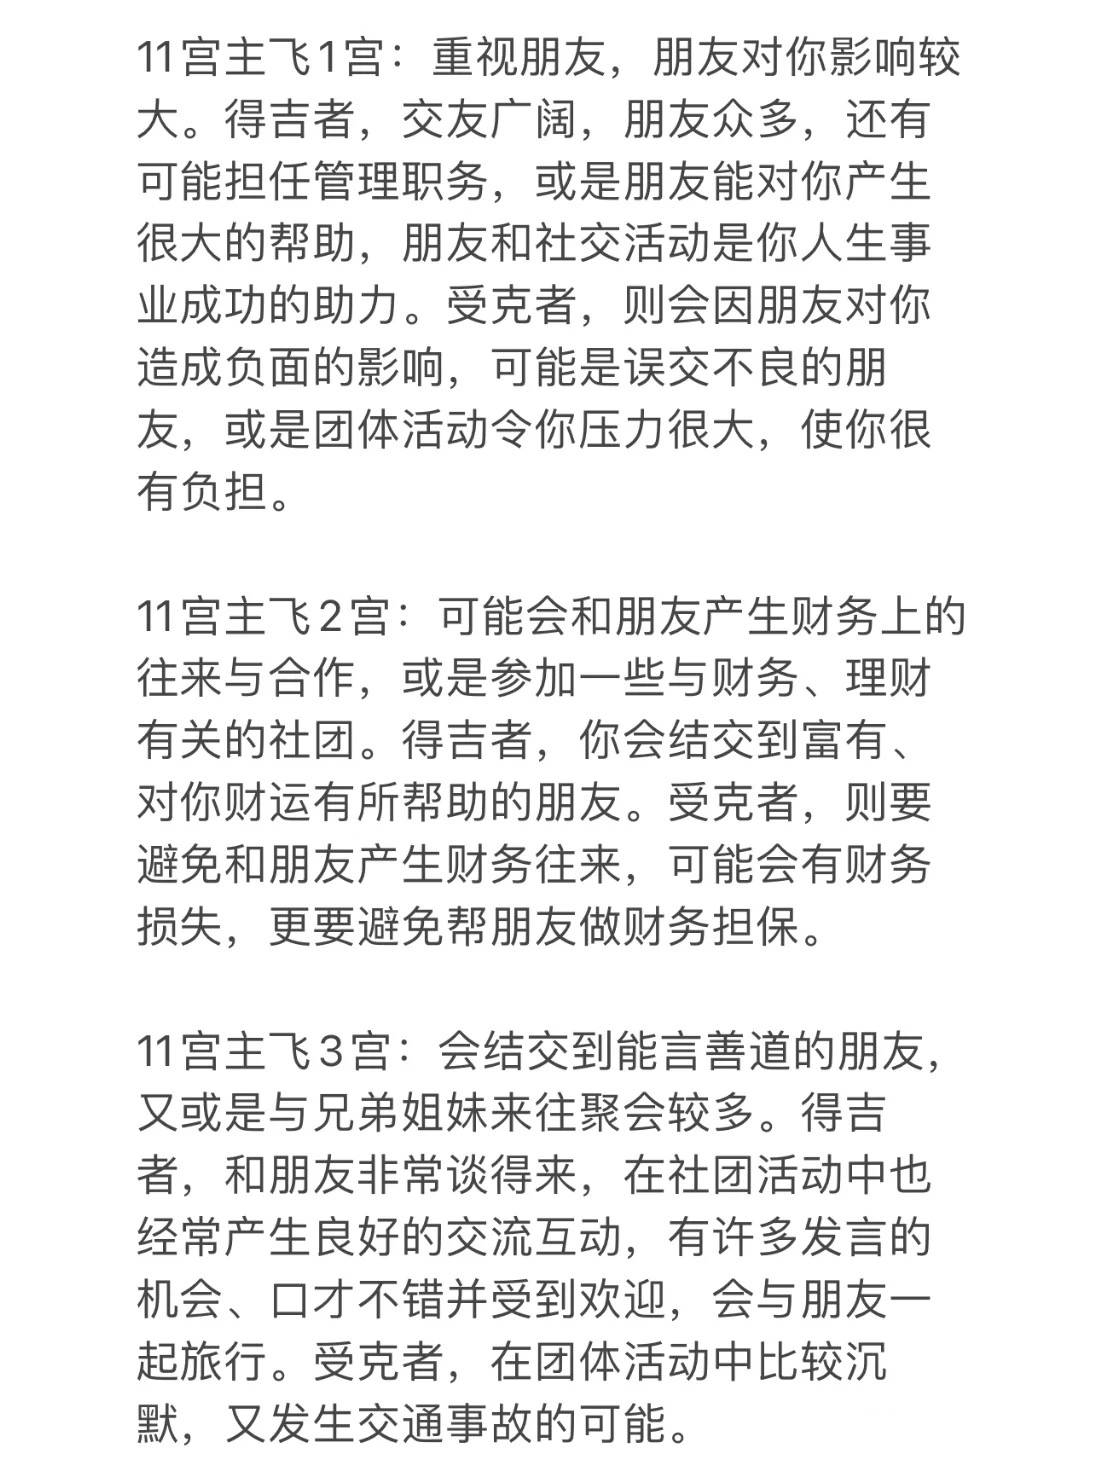 11宫主飞1宫：重视朋友，朋友对你影响较
大。得吉者，交友广阔，朋友众多，还有
可能担任管理职务，或是朋友能对你产生
很大的帮助，朋友和社交活动是你人生事
业成功的助力。受克者，则会因朋友对你
造成负面的影响，可能是误交不良的朋
友，或是团体活动令你压力很大，使你很
有负担。
11宫主飞2宫：可能会和朋友产生财务上的
往来与合作，或是参加一些与财务、理财
有关的社团。得吉者，你会结交到富有、
对你财运有所帮助的朋友。受克者，则要
避免和朋友产生财务往来，可能会有财务
损失，更要避免帮朋友做财务担保。
11宫主飞3宫：会结交到能言善道的朋友，
又或是与兄弟姐妹来往聚会较多。得吉
者，和朋友非常谈得来，在社团活动中也
经常产生良好的交流互动，有许多发言的
机会、口才不错并受到欢迎，会与朋友一
起旅行。受克者，在团体活动中比较沉
默，又发生交通事故的可能。